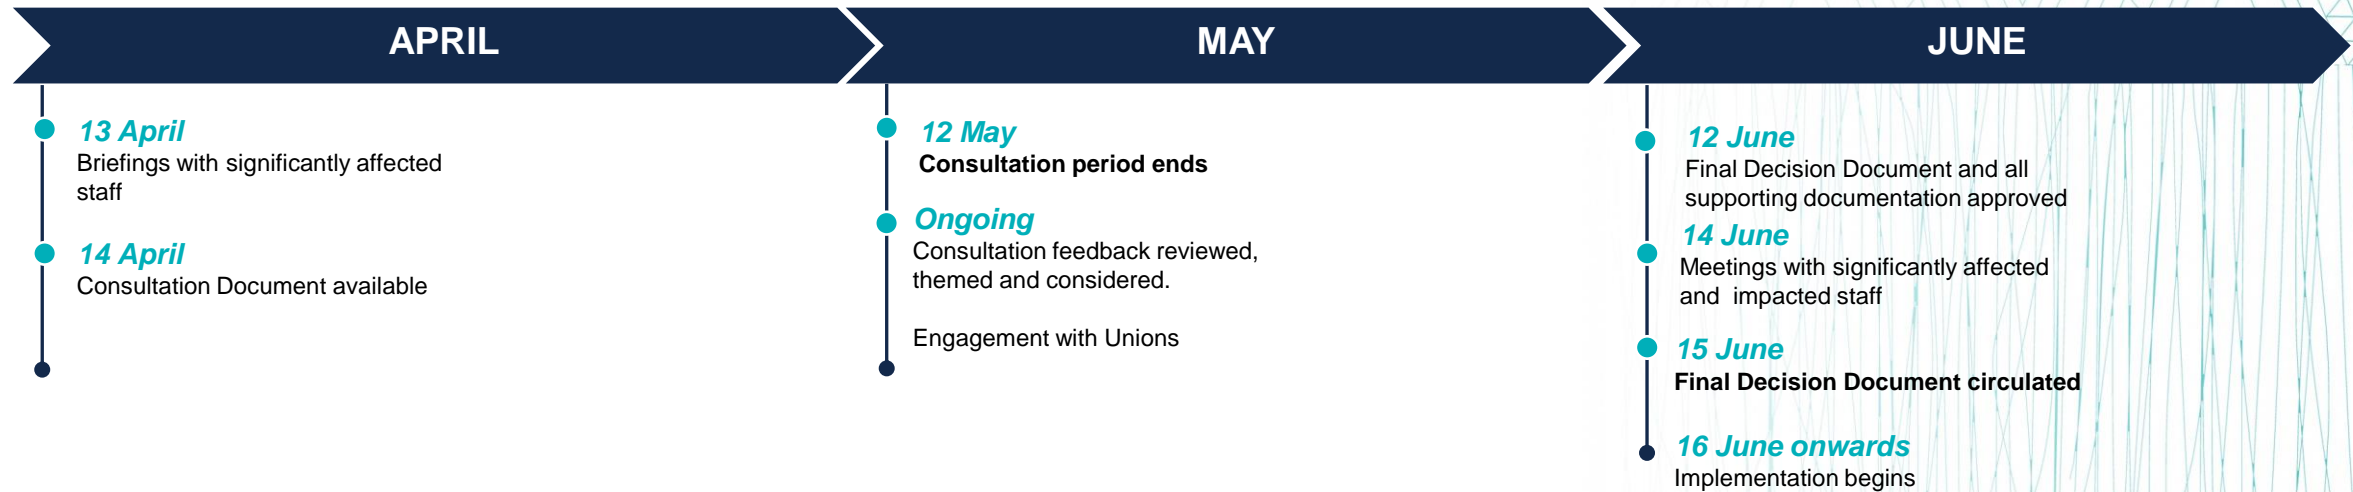 APRIL
13 April
Briefings with significantly affected
staff
14 April
Consultation Document available
MAY
12 May
Consultation period ends
Ongoing
Consultation feedback reviewed,
themed and considered.
Engagement with Unions
JUNE
12 June
Final Decision Document and all
supporting documentation approved
14 June
Meetings with significantly affected
and impacted staff
15 June
Final Decision Document circulated
16 June onwards
Implementation begins